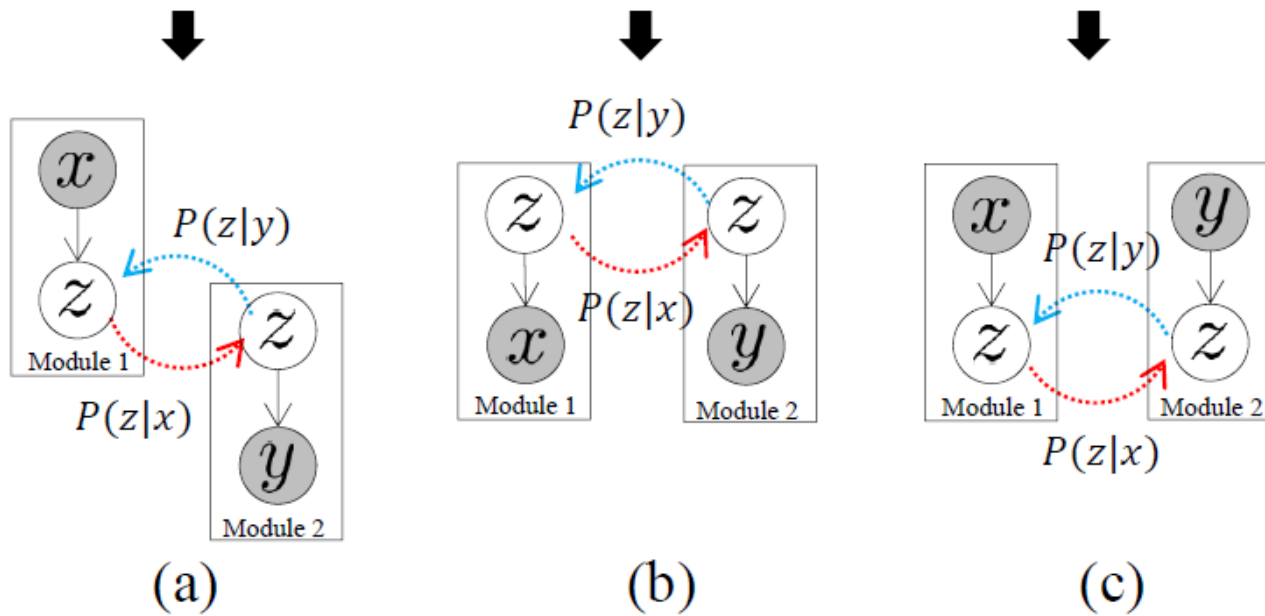 x
P(z|y)
z
z
Module 1
P(z|x)
y
Module 2
(a)
P(z|y)
z
z
P(z|x)
x
y
Module 1
Module 2
(b)
x
y
P(z|y)
z
z
Module 1
Module 2
P(z|x)
(c)